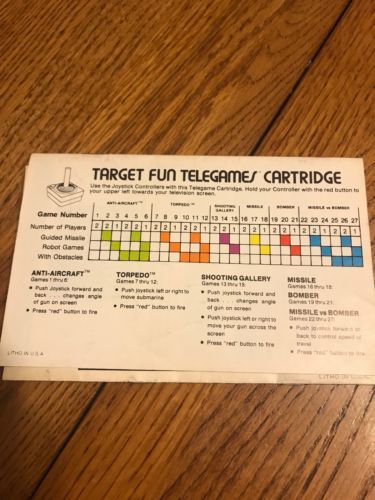 TARGET FUN TELEGAMES™ CARTRIDGE
Use the Joystick Controllers with this Telegame Cartridge. Hold your Controller with the red button to
your upper left towards your television screen.
ANTI-AIRCRAFT™ TORPEDO™ SHOOTING GALLERY MISSILE BOMBER MISSILE vs BOMBER
Game Number 1 2 3 4 5 6 7 8 9 10 11 12 13 14 15 16 17 18 19 20 21 22 23 24 25 26 27
Number of Players
Guided Missile
Robot Games
With Obstacles
ANTI-AIRCRAFT™
Games 1 thru 6:
• Push Joystick forward and
back . . . changes angle
of gun on screen
• Press "red" button to fire
TORPEDO™
Games 7 thru 12:
• Push joystick left or right to
move submarine
• Press "red" button to fire
SHOOTING GALLERY
Games 13 thru 15:
• Push joystick forward and
back . . . changes angle
of gun on screen
• Push joystick left or right to
move your gun across the
screen
• Press "red" button to fire
MISSILE
Games 16 thru 18:
BOMBER
Games 19 thru 21:
MISSILE vs BOMBER
Games 22 thru 27:
• Push joystick forward or
back to control speed of
travel
• Press "red" button to fire
LITHO IN U.S.A.
LITHO IN